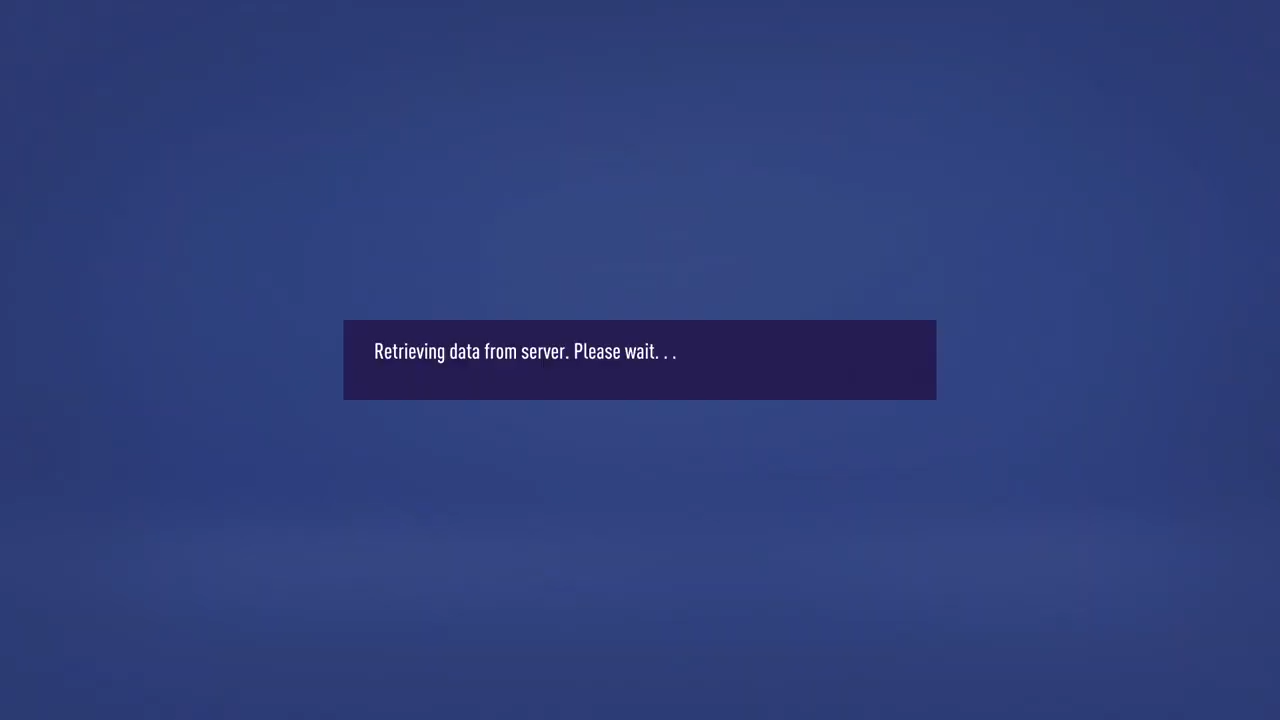 Retrieving data from server. Please wait. . .